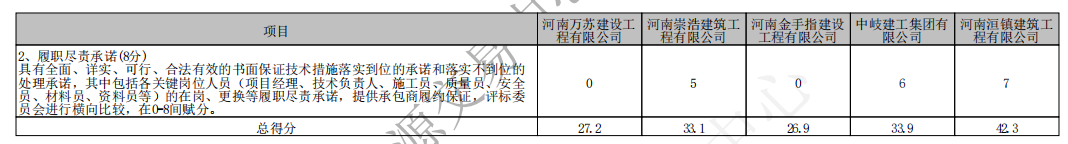 项目 河南万苏建设工程有限公司 河南崇浩建筑工程有限公司 河南金手指建设工程有限公司 中岐建工集团有限公司 河南洹镇建筑工程有限公司
2、履职尽责承诺(8分)
具有全面、详实、可行、合法有效的书面保证技术措施落实到位的承诺和落实不到位的
处理承诺，其中包括各关键岗位人员（项目经理、技术负责人、施工员、质量员、安全
员、材料员、资料员等）的在岗、更换等履职尽责承诺，提供承包商履约保证，评标委
员会进行横向比较，在0-8间赋分。
0 5 0 6 7
总得分 27.2 33.1 26.9 33.9 42.3
源交易
中心